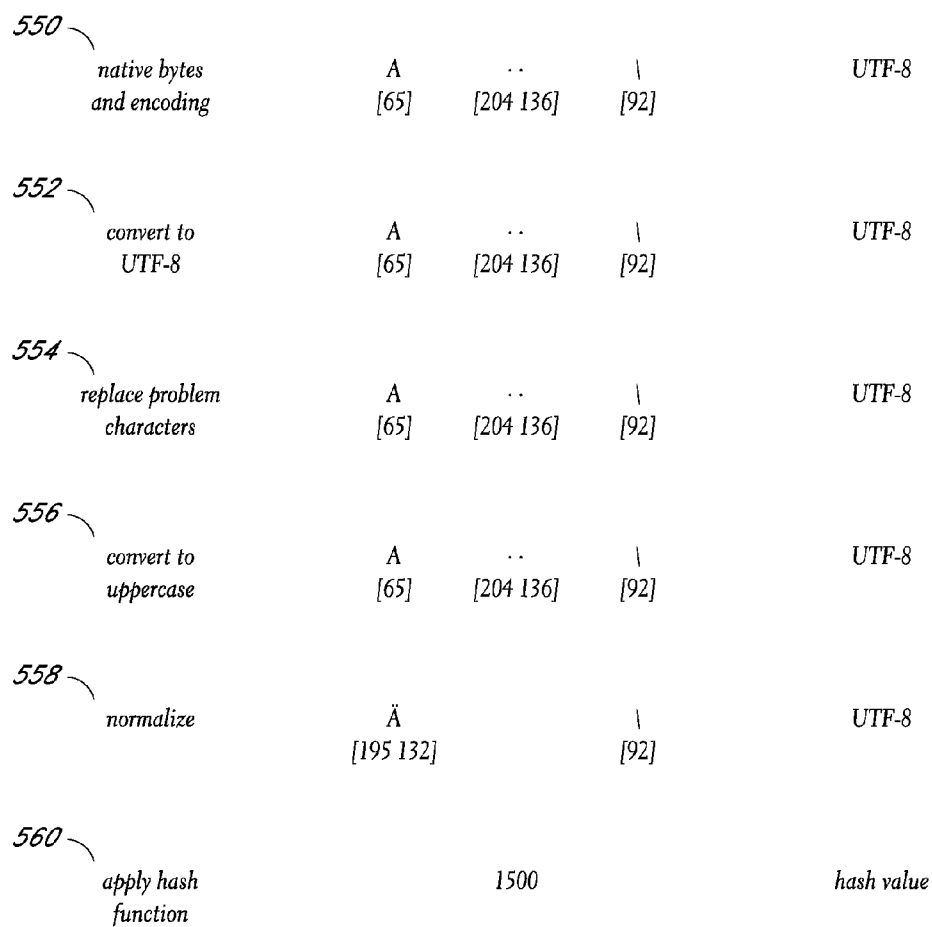 550
native bytes A ·· \ UTF-8
and encoding [65] [204 136] [92]
552
convert to A ·· \ UTF-8
UTF-8 [65] [204 136] [92]
554
replace problem A ·· \ UTF-8
characters [65] [204 136] [92]
556
convert to A ·· \ UTF-8
uppercase [65] [204 136] [92]
558
normalize Ä \ UTF-8
[195 132] [92]
560
apply hash 1500 hash value
function